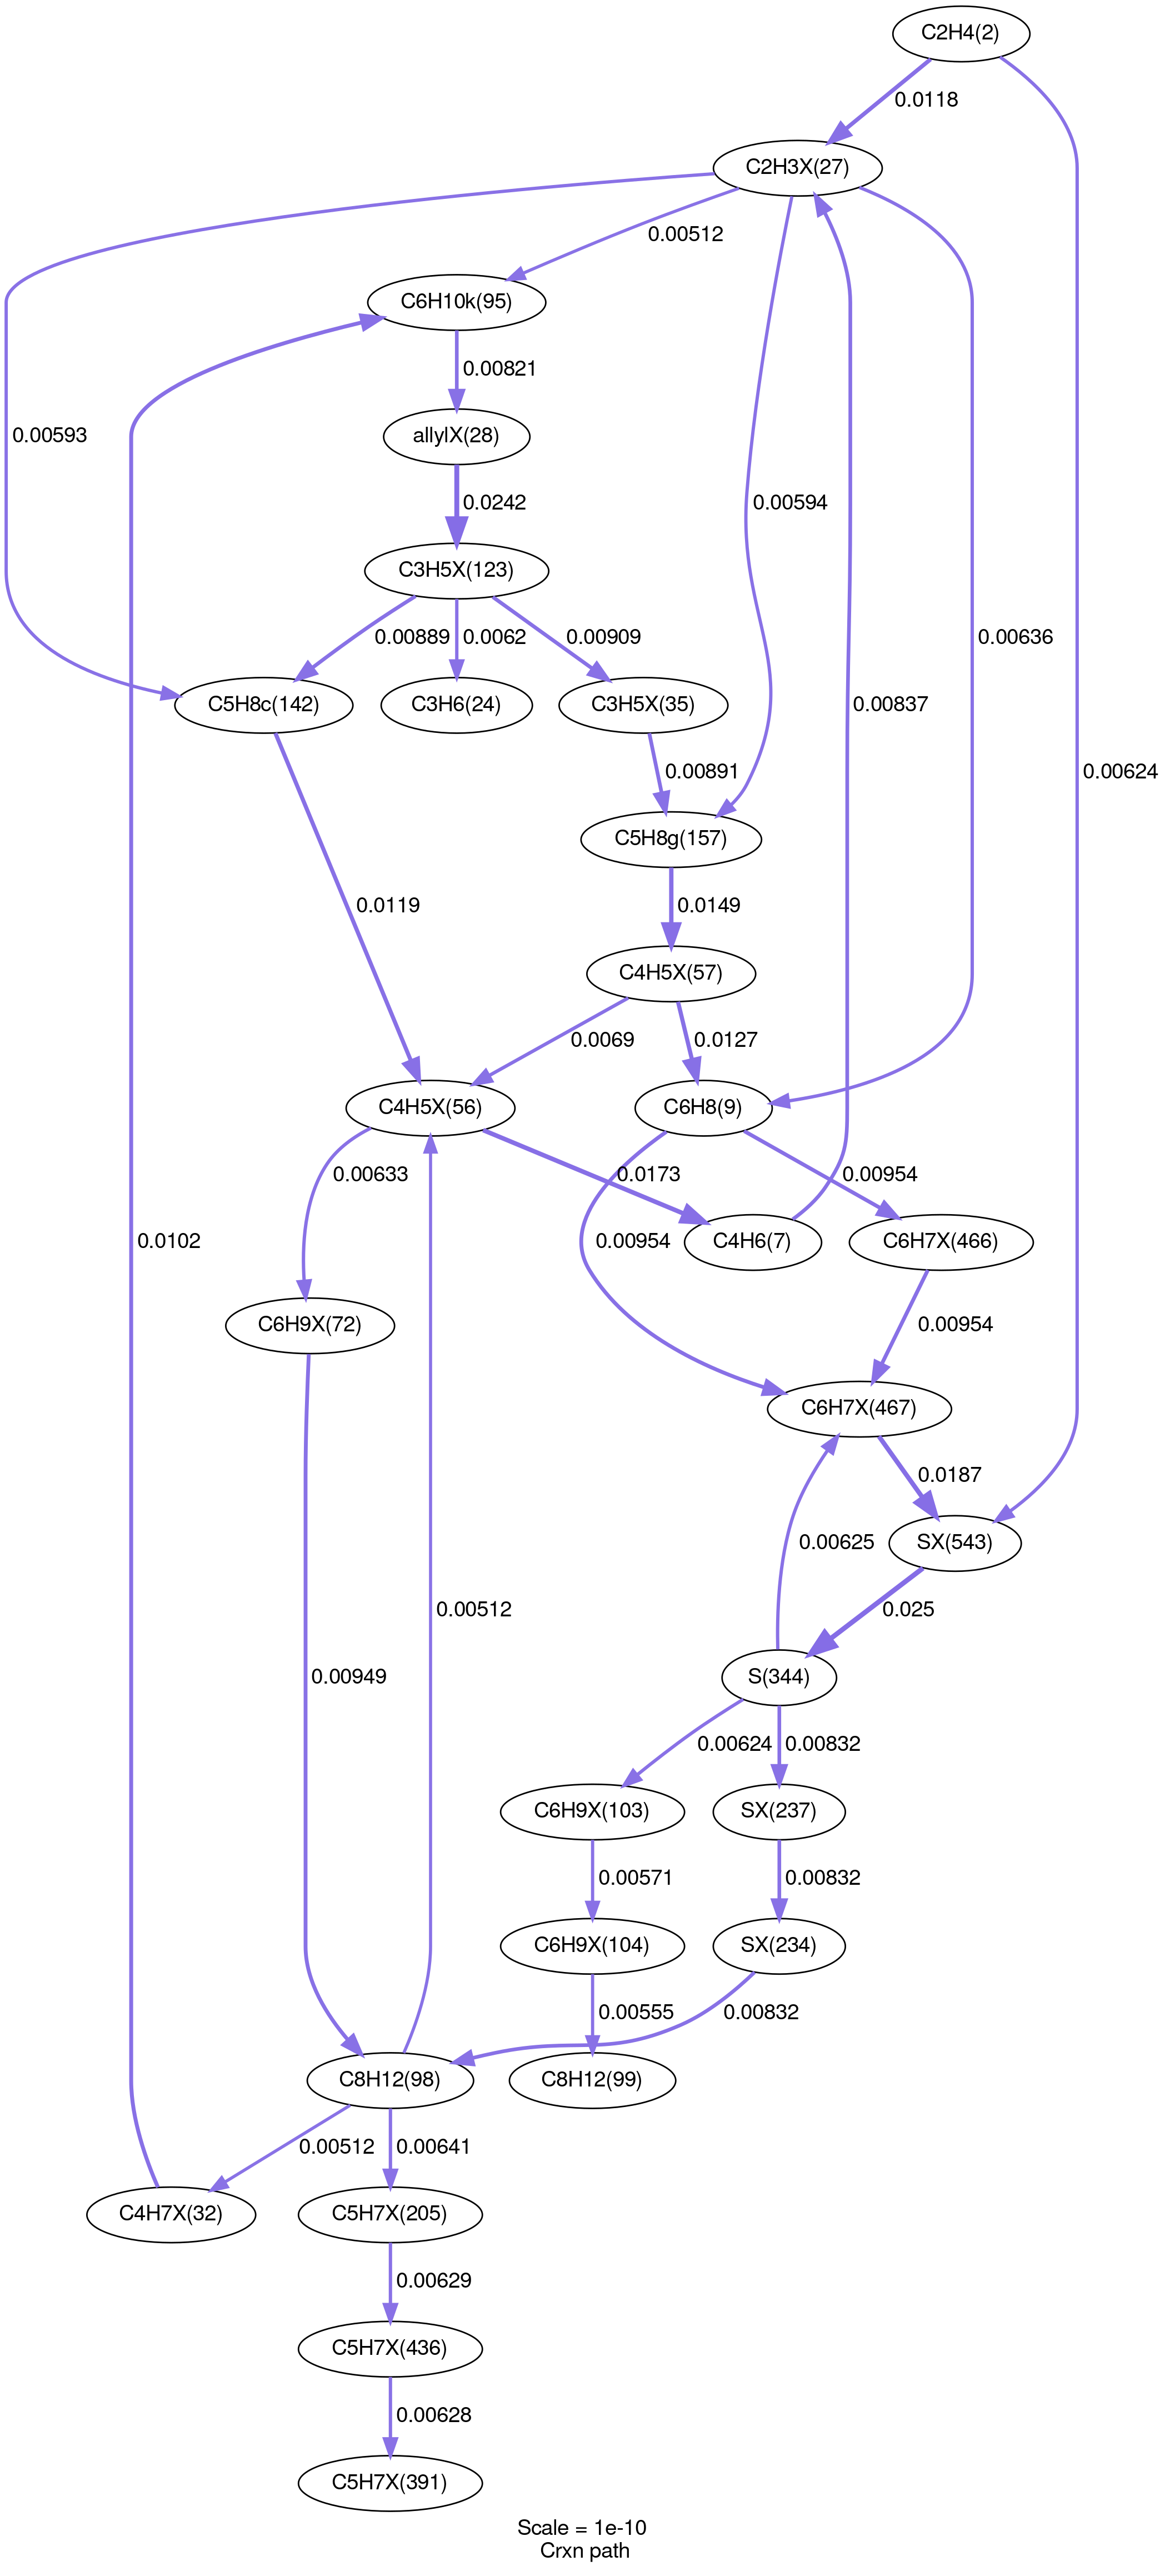 C2H4(2)
0.0118
C2H3X(27)
0.00512
C6H10k(95)
0.00821
allylX(28)
0.00593
0.0242
0.00594
C3H5X(123)
0.00636
0.00889
0.0062
0.00909
C5H8c(142)
C3H6(24)
C3H5X(35)
0.00837
0.00891
0.00624
C5H8g(157)
0.0119
0.0149
C4H5X(57)
0.0069
0.0127
C4H5X(56)
C6H8(9)
0.00633
0.0173
0.00954
0.0102
0.00954
C4H6(7)
C6H7X(466)
C6H9X(72)
0.00954
C6H7X(467)
0.0187
0.00625
SX(543)
0.00512
0.025
0.00949
S(344)
0.00624
0.00832
C6H9X(103)
SX(237)
0.00571
0.00832
C6H9X(104)
SX(234)
0.00555
0.00832
C8H12(98)
C8H12(99)
0.00512
0.00641
C4H7X(32)
C5H7X(205)
0.00629
C5H7X(436)
0.00628
C5H7X(391)
Scale = 1e-10
Crxn path